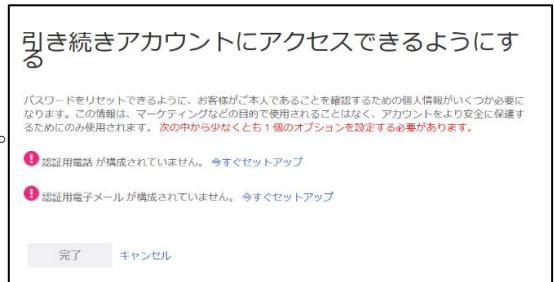 引き続きアカウントにアクセスできるようにす
る
パスワードをリセットできるように、お客様がご本人であることを確認するための個人情報がいくつか必要に
なります。この情報は、マーケティングなどの目的で使用されることはなく、アカウントをより安全に保護す
るためにのみ使用されます。 次の中から少なくとも 1 個のオプションを設定する必要があります。
! 認証用電話 が構成されていません。 今すぐセットアップ
! 認証用電子メール が構成されていません。 今すぐセットアップ
完了 キャンセル